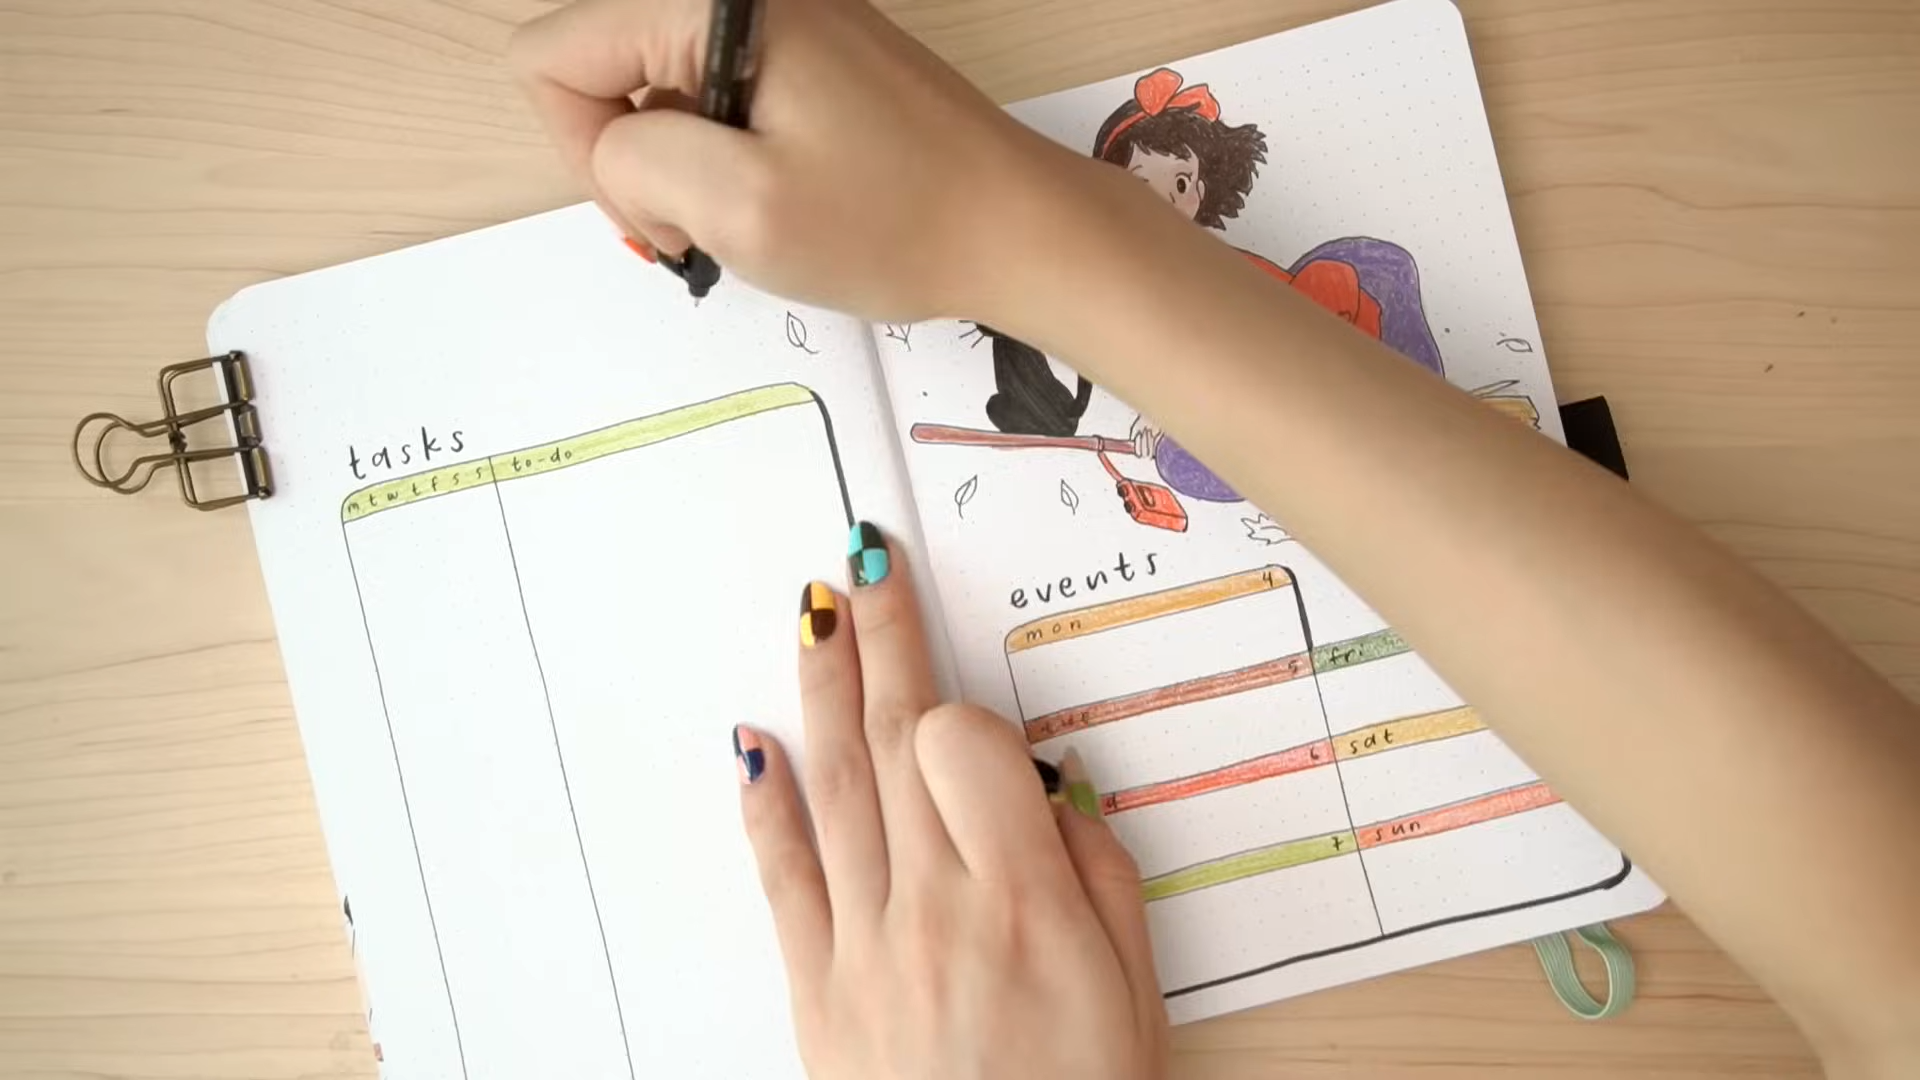 tasks
m t w t f s s to-do
events
mon 4
tue 5
fri
6
sat
d
7
sun